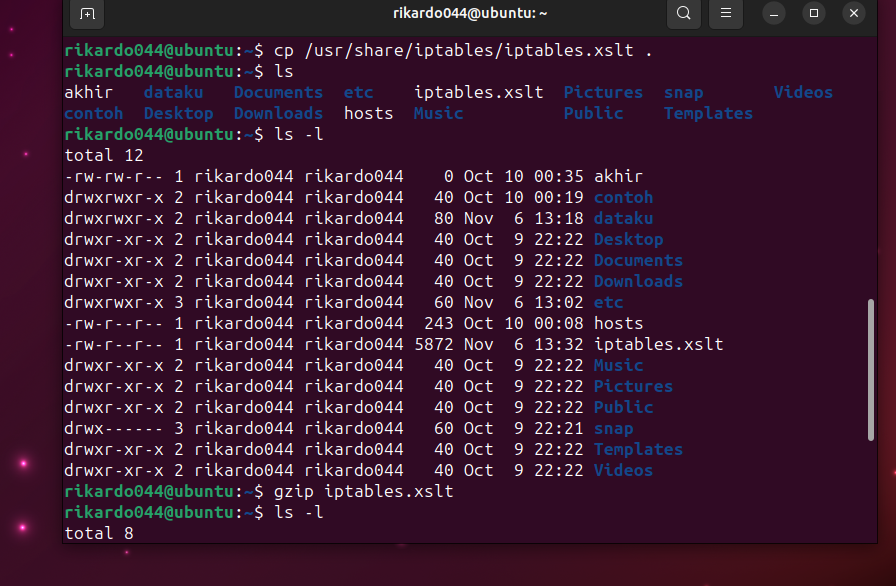 rikardo044@ubuntu: ~
rikardo044@ubuntu:~$ cp /usr/share/iptables/iptables.xslt .
rikardo044@ubuntu:~$ ls
akhir   dataku   Documents  etc    iptables.xslt  Pictures  snap       Videos
contoh  Desktop  Downloads  hosts  Music          Public    Templates
rikardo044@ubuntu:~$ ls -l
total 12
-rw-rw-r-- 1 rikardo044 rikardo044    0 Oct 10 00:35 akhir
drwxrwxr-x 2 rikardo044 rikardo044   40 Oct 10 00:19 contoh
drwxrwxr-x 2 rikardo044 rikardo044   80 Nov  6 13:18 dataku
drwxr-xr-x 2 rikardo044 rikardo044   40 Oct  9 22:22 Desktop
drwxr-xr-x 2 rikardo044 rikardo044   40 Oct  9 22:22 Documents
drwxr-xr-x 2 rikardo044 rikardo044   40 Oct  9 22:22 Downloads
drwxrwxr-x 3 rikardo044 rikardo044   60 Nov  6 13:02 etc
-rw-r--r-- 1 rikardo044 rikardo044  243 Oct 10 00:08 hosts
-rw-r--r-- 1 rikardo044 rikardo044 5872 Nov  6 13:32 iptables.xslt
drwxr-xr-x 2 rikardo044 rikardo044   40 Oct  9 22:22 Music
drwxr-xr-x 2 rikardo044 rikardo044   40 Oct  9 22:22 Pictures
drwxr-xr-x 2 rikardo044 rikardo044   40 Oct  9 22:22 Public
drwx------ 3 rikardo044 rikardo044   60 Oct  9 22:21 snap
drwxr-xr-x 2 rikardo044 rikardo044   40 Oct  9 22:22 Templates
drwxr-xr-x 2 rikardo044 rikardo044   40 Oct  9 22:22 Videos
rikardo044@ubuntu:~$ gzip iptables.xslt
rikardo044@ubuntu:~$ ls -l
total 8